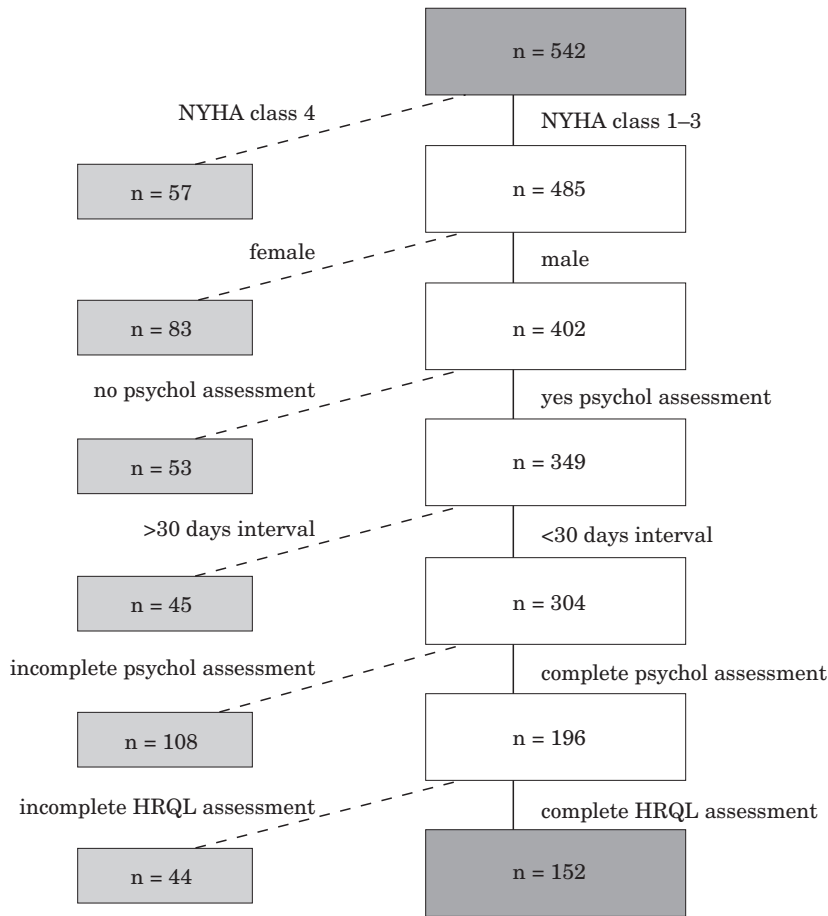 n = 542
NYHA class 4
NYHA class 1–3
n = 57
n = 485
female
male
n = 83
n = 402
no psychol assessment
yes psychol assessment
n = 53
n = 349
>30 days interval
<30 days interval
n = 45
n = 304
incomplete psychol assessment
complete psychol assessment
n = 108
n = 196
incomplete HRQL assessment
complete HRQL assessment
n = 44
n = 152